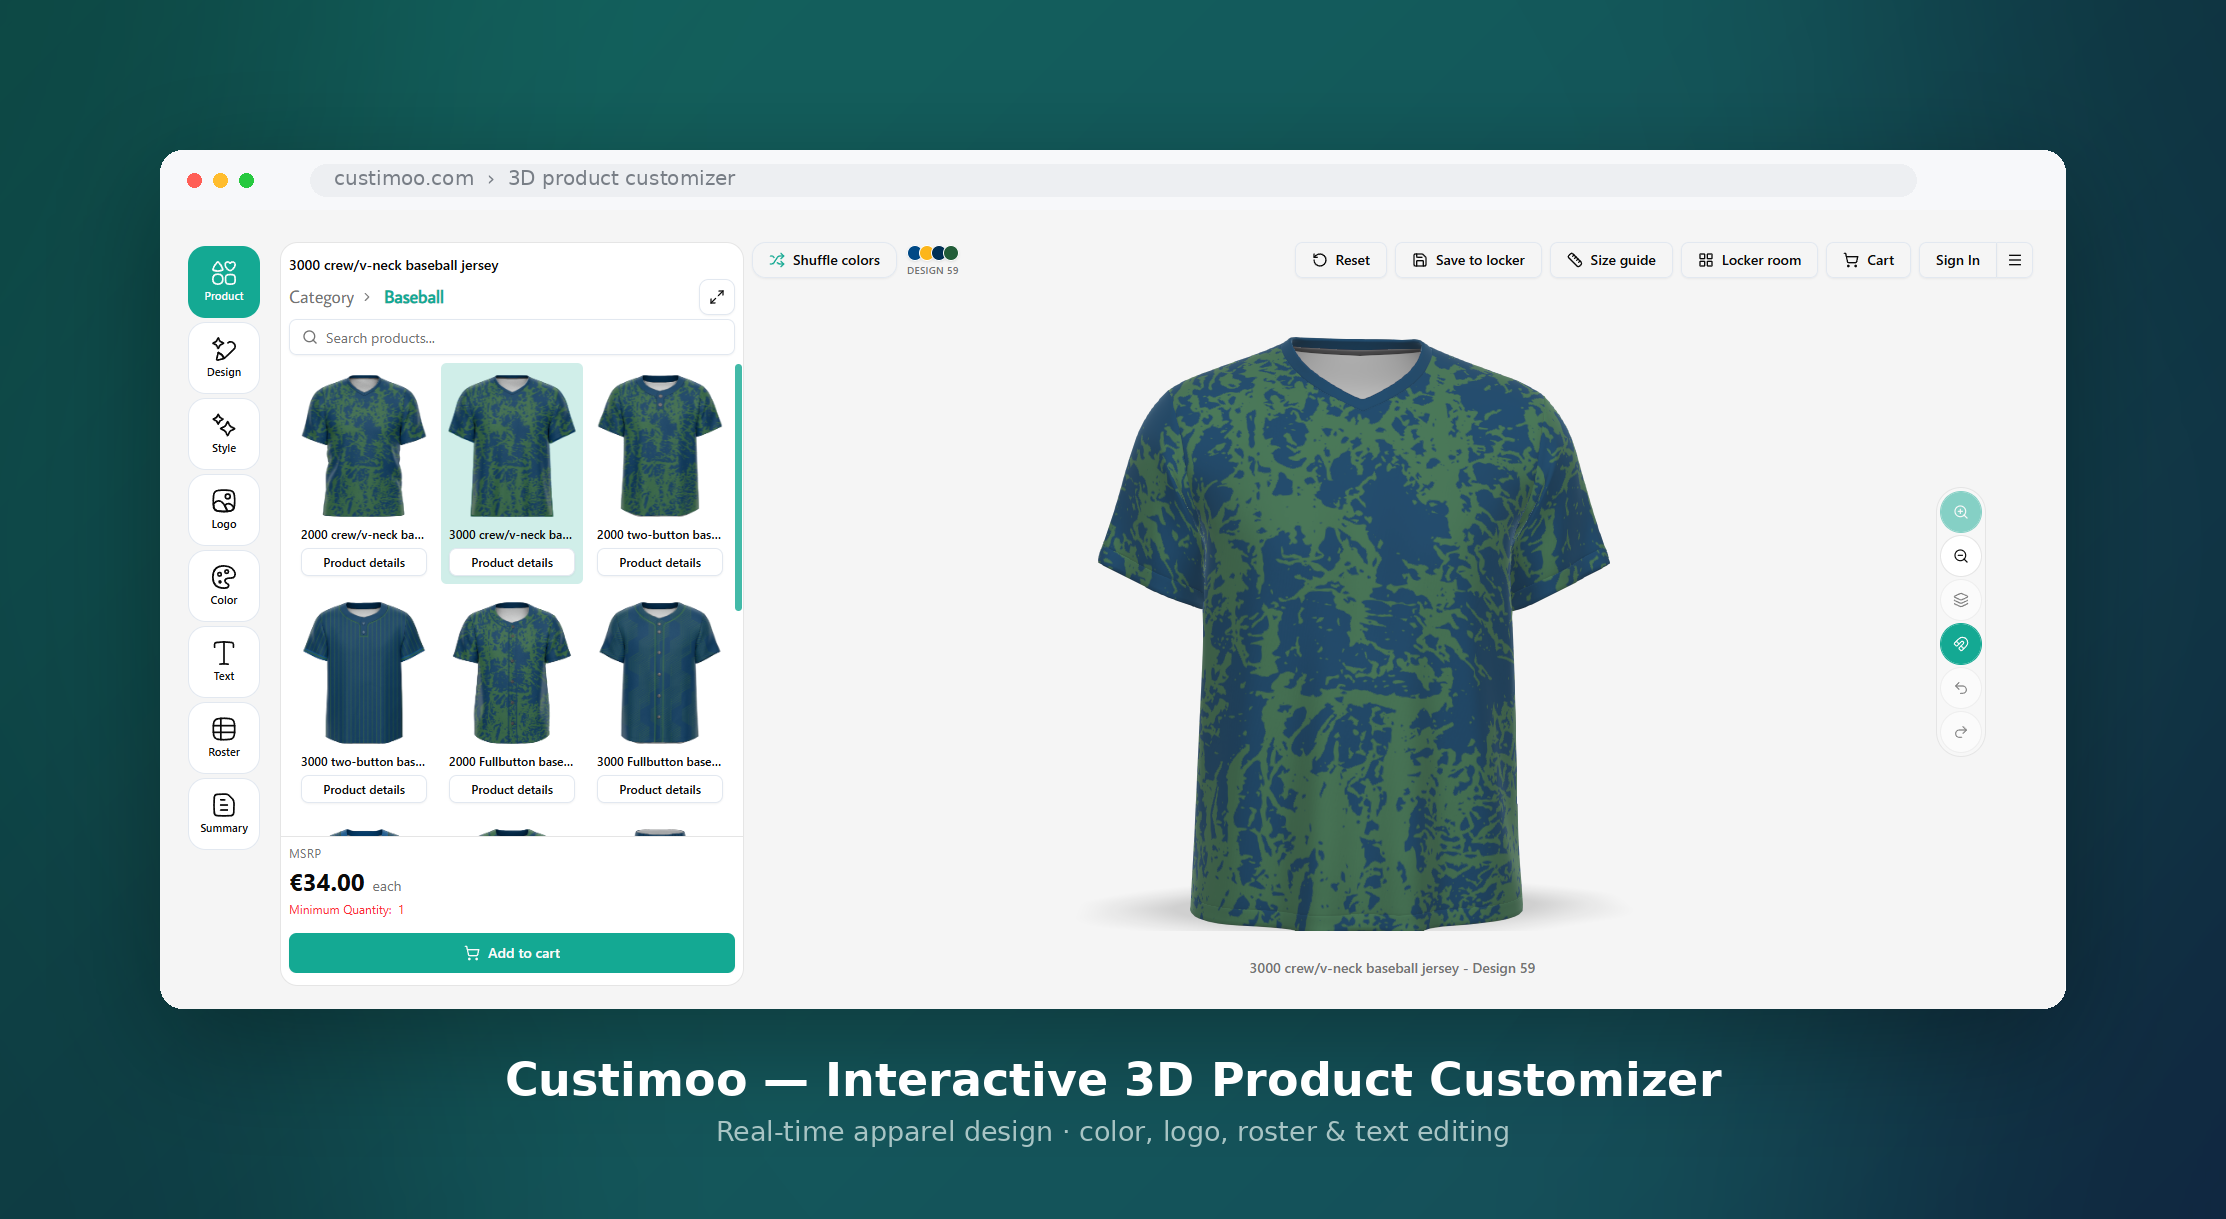 custimoo.com › 3D product customizer
Product
Design
Style
Logo
Color
Text
Roster
Summary
3000 crew/v-neck baseball jersey
Category › Baseball
Search products...
2000 crew/v-neck ba...
3000 crew/v-neck ba...
2000 two-button bas...
Product details
Product details
Product details
3000 two-button bas...
2000 Fullbutton base...
3000 Fullbutton base...
Product details
Product details
Product details
MSRP
€34.00 each
Minimum Quantity: 1
Add to cart
Shuffle colors
DESIGN 59
Reset
Save to locker
Size guide
Locker room
Cart
Sign In
3000 crew/v-neck baseball jersey - Design 59
Custimoo — Interactive 3D Product Customizer
Real-time apparel design · color, logo, roster & text editing